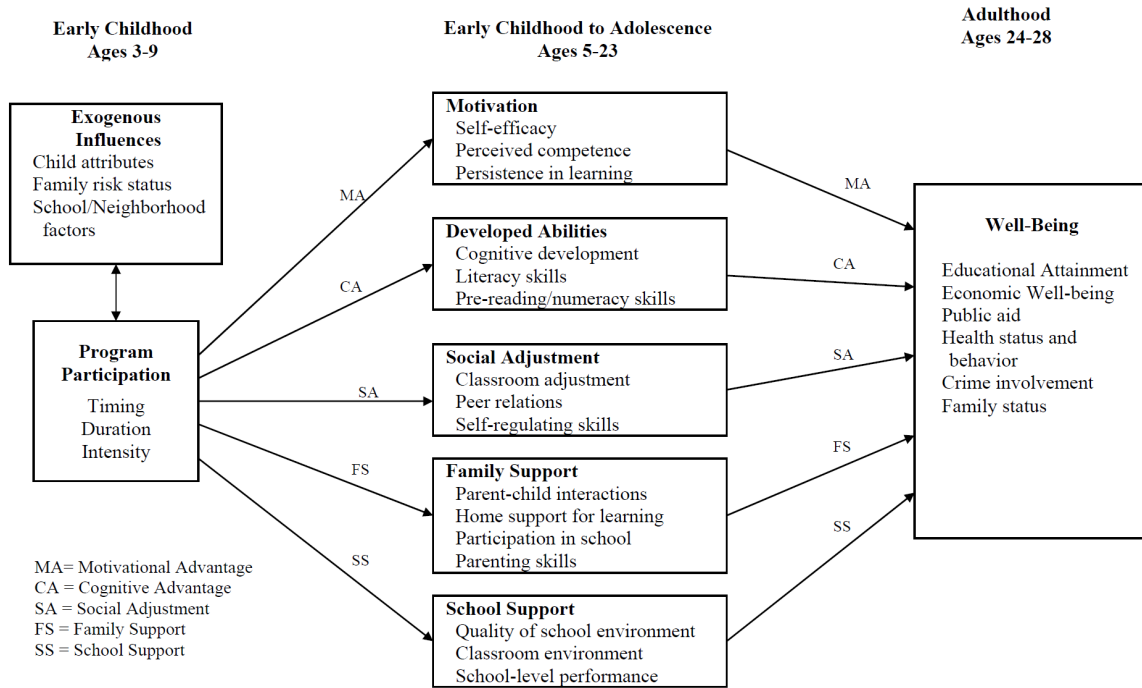 Early Childhood
Ages 3-9
Early Childhood to Adolescence
Ages 5-23
Adulthood
Ages 24-28
Exogenous
Influences
Child attributes
Family risk status
School/Neighborhood
factors
Program
Participation
Timing
Duration
Intensity
MA
CA
SA
FS
SS
Motivation
Self-efficacy
Perceived competence
Persistence in learning
Developed Abilities
Cognitive development
Literacy skills
Pre-reading/numeracy skills
Social Adjustment
Classroom adjustment
Peer relations
Self-regulating skills
Family Support
Parent-child interactions
Home support for learning
Participation in school
Parenting skills
School Support
Quality of school environment
Classroom environment
School-level performance
MA
CA
SA
FS
SS
Well-Being
Educational Attainment
Economic Well-being
Public aid
Health status and
behavior
Crime involvement
Family status
MA= Motivational Advantage
CA = Cognitive Advantage
SA = Social Adjustment
FS = Family Support
SS = School Support